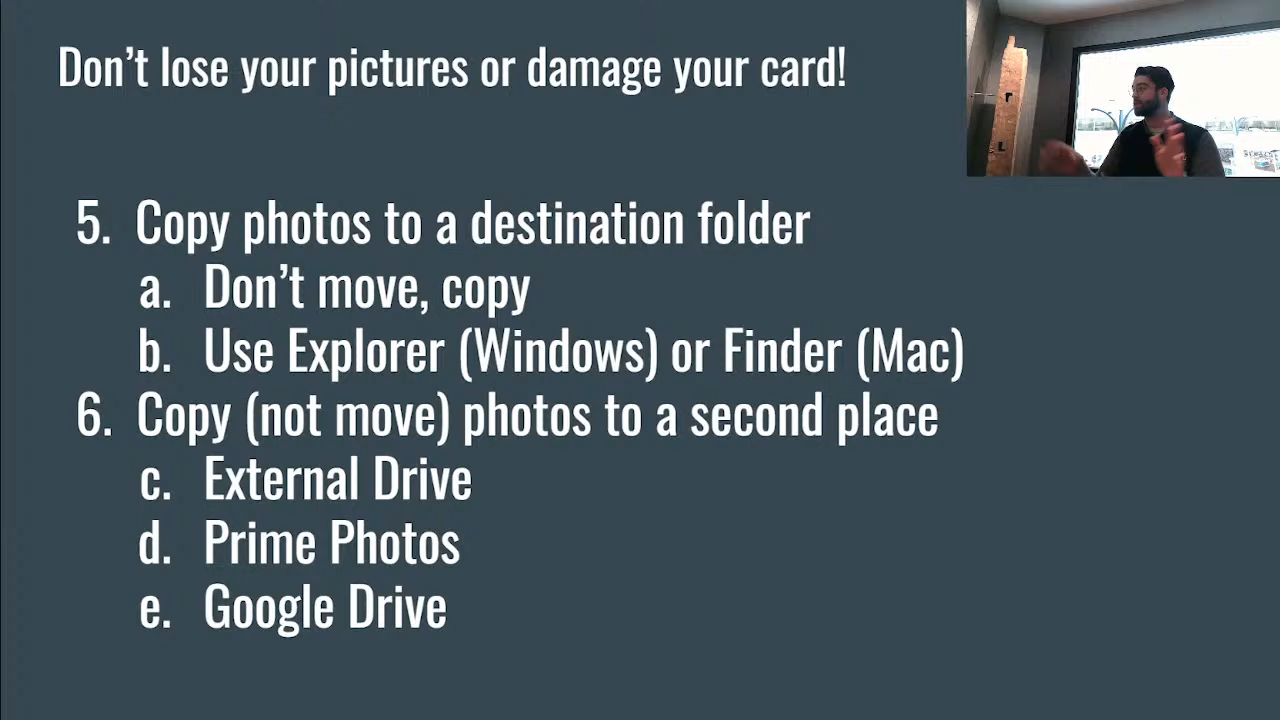 Don't lose your pictures or damage your card!
5. Copy photos to a destination folder
a. Don't move, copy
b. Use Explorer (Windows) or Finder (Mac)
6. Copy (not move) photos to a second place
c. External Drive
d. Prime Photos
e. Google Drive